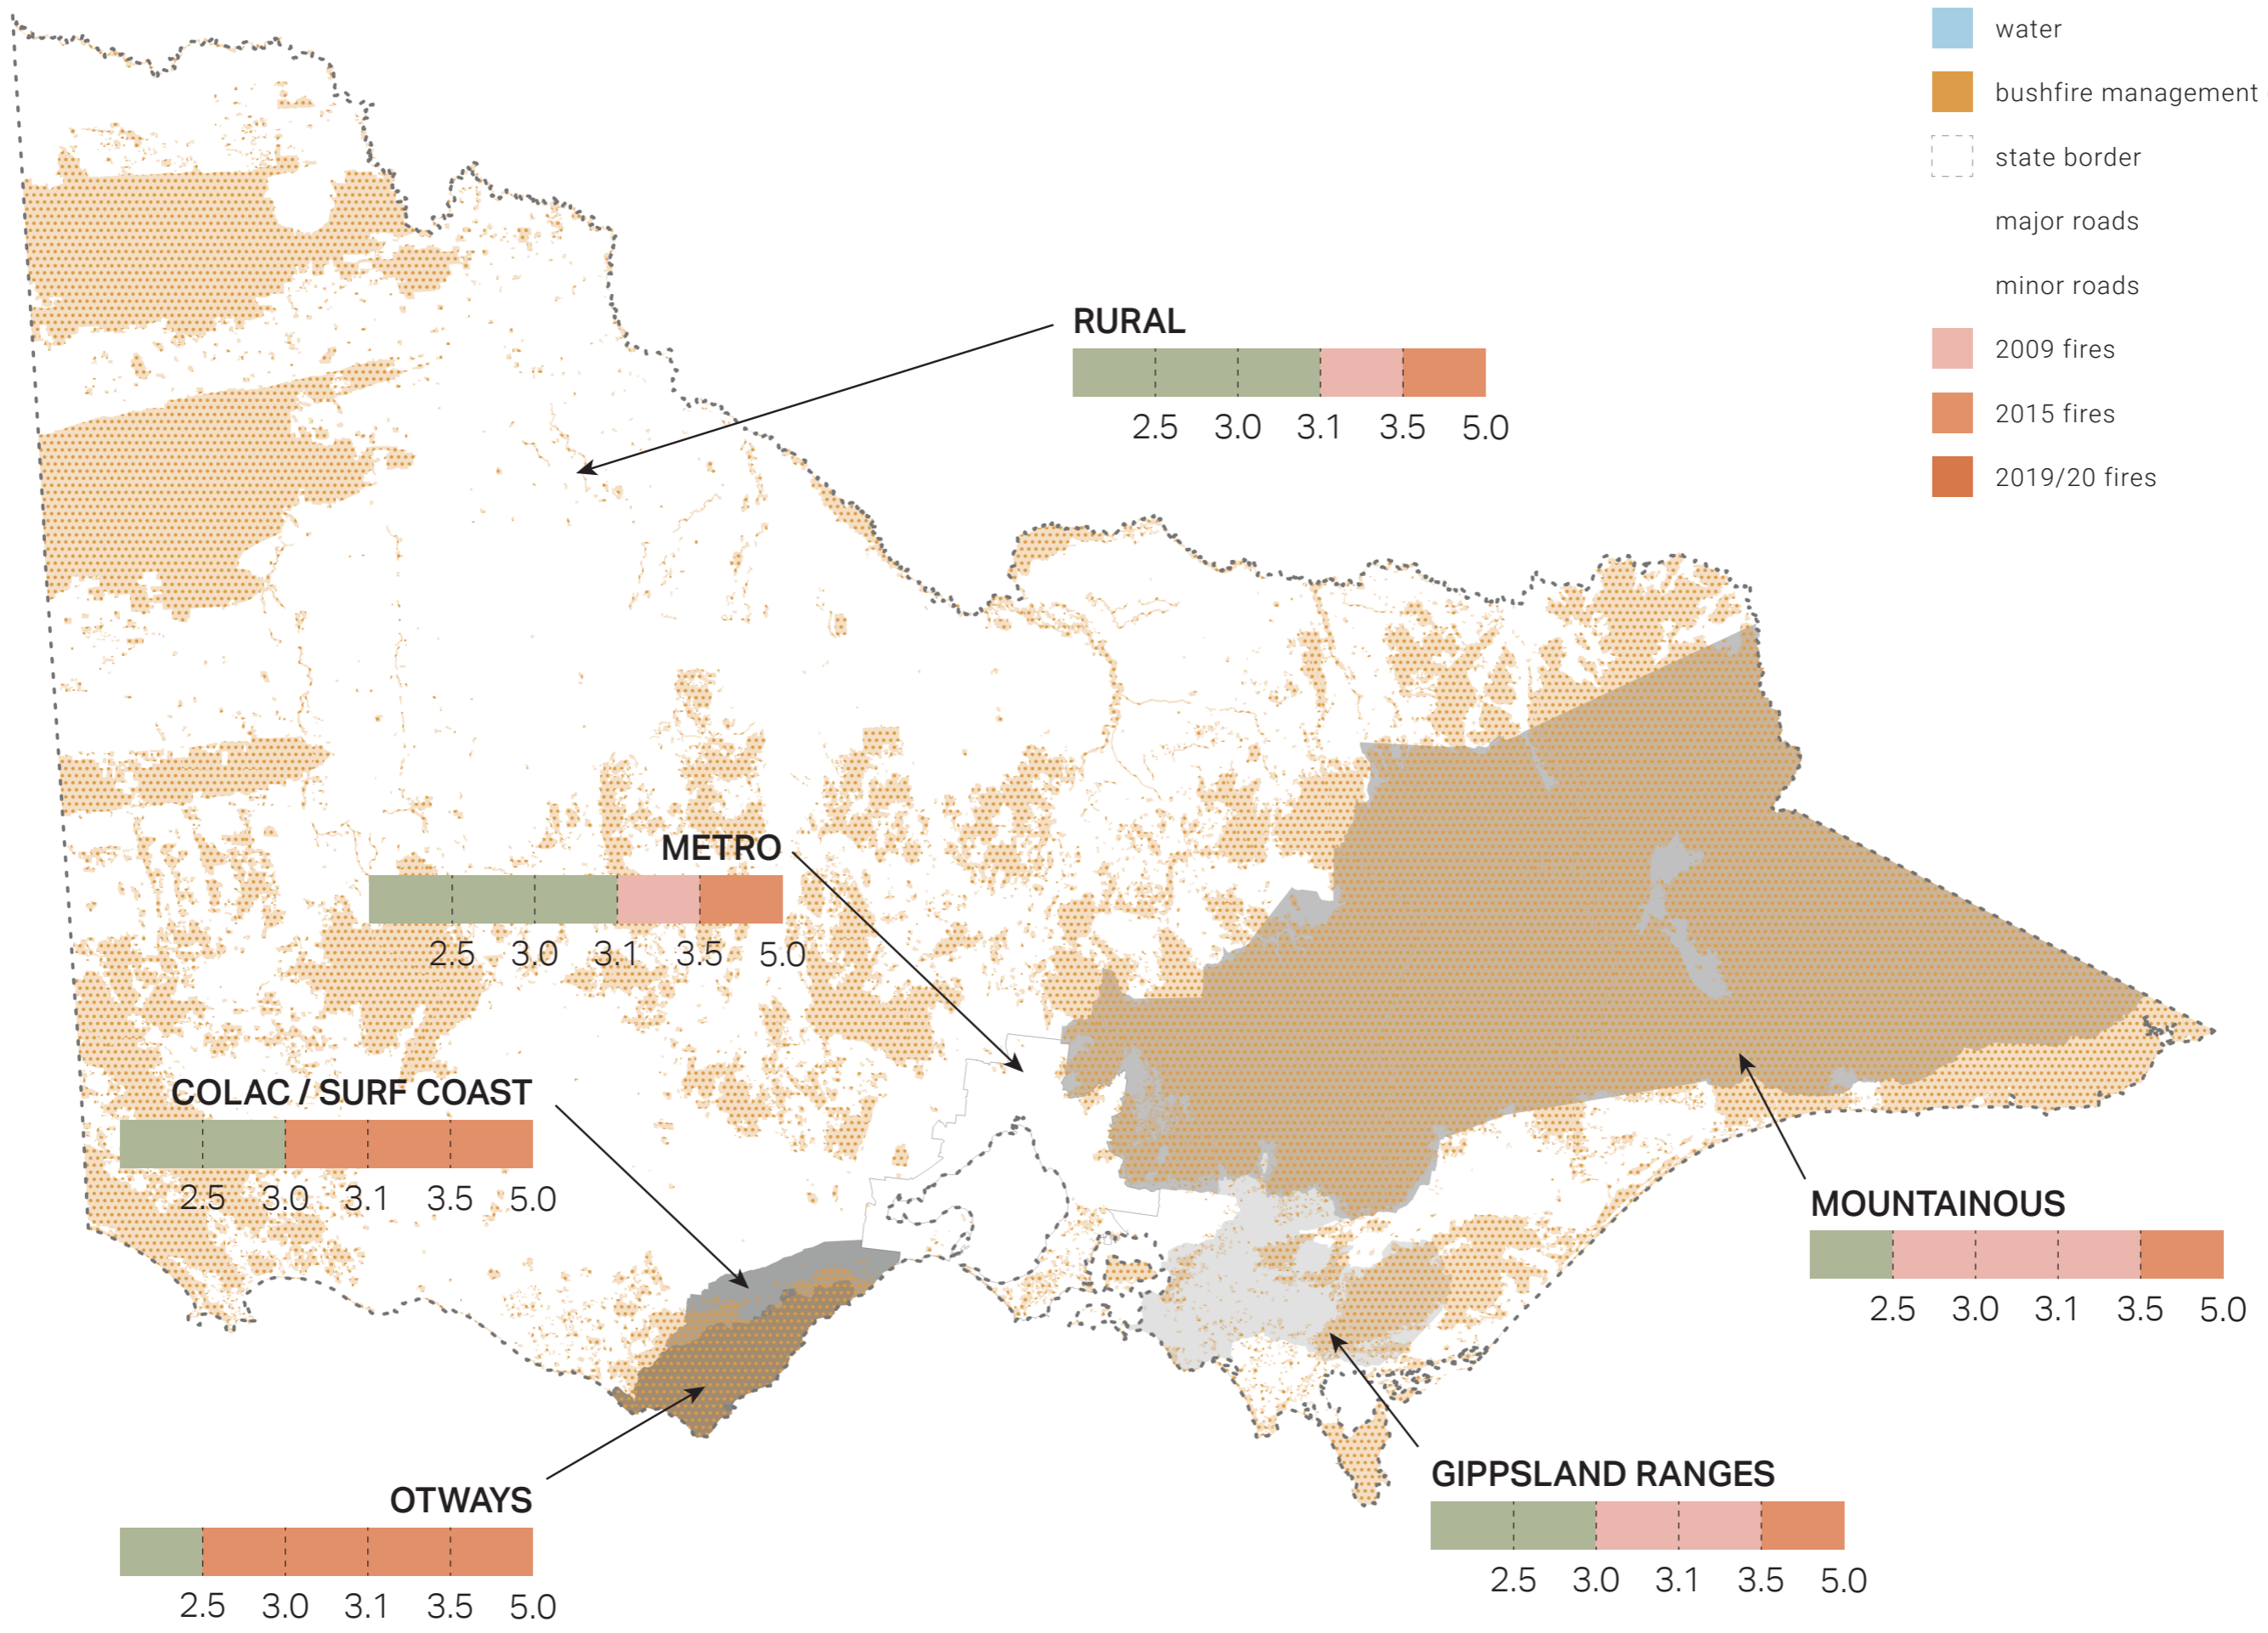 water
bushfire management
state border
major roads
minor roads
2009 fires
2015 fires
2019/20 fires
RURAL
2.5 3.0 3.1 3.5 5.0
METRO
2.5 3.0 3.1 3.5 5.0
COLAC / SURF COAST
2.5 3.0 3.1 3.5 5.0
MOUNTAINOUS
2.5 3.0 3.1 3.5 5.0
GIPPSLAND RANGES
2.5 3.0 3.1 3.5 5.0
OTWAYS
2.5 3.0 3.1 3.5 5.0